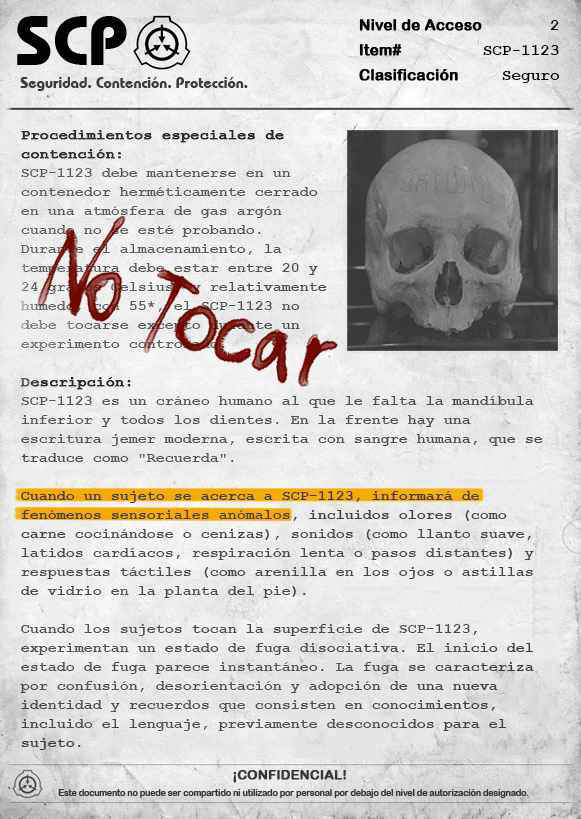 SCP
Seguridad. Contención. Protección.
Nivel de Acceso 2
Item# SCP-1123
Clasificación Seguro
Procedimientos especiales de
contención:
SCP-1123 debe mantenerse en un
contenedor herméticamente cerrado
en una atmósfera de gas argón
cuando no se esté probando.
Durante el almacenamiento, la
temperatura debe estar entre 20 y
24 grados Celsius y relativamente
humedo, con 55*, el SCP-1123 no
debe tocarse excepto durante un
experimento controlado.
No Tocar
Descripción:
SCP-1123 es un cráneo humano al que le falta la mandíbula
inferior y todos los dientes. En la frente hay una
escritura jemer moderna, escrita con sangre humana, que se
traduce como "Recuerda".
Cuando un sujeto se acerca a SCP-1123, informará de
fenómenos sensoriales anómalos, incluidos olores (como
carne cocinándose o cenizas), sonidos (como llanto suave,
latidos cardíacos, respiración lenta o pasos distantes) y
respuestas táctiles (como arenilla en los ojos o astillas
de vidrio en la planta del pie).
Cuando los sujetos tocan la superficie de SCP-1123,
experimentan un estado de fuga disociativa. El inicio del
estado de fuga parece instantáneo. La fuga se caracteriza
por confusión, desorientación y adopción de una nueva
identidad y recuerdos que consisten en conocimientos,
incluido el lenguaje, previamente desconocidos para el
sujeto.
¡CONFIDENCIAL!
Este documento no puede ser compartido ni utilizado por personal por debajo del nivel de autorización designado.